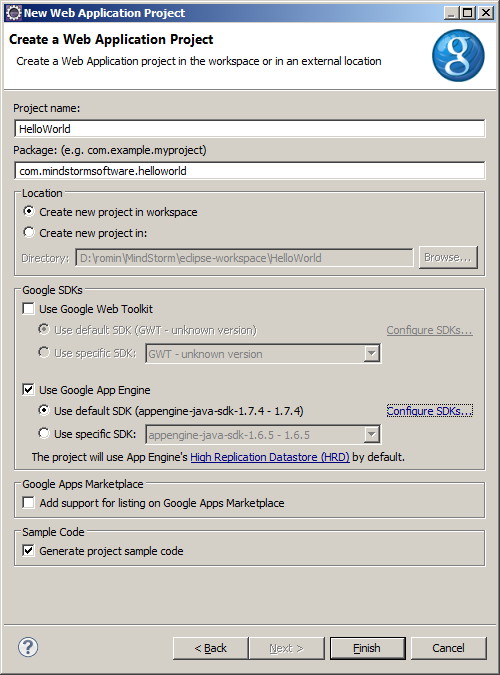 New Web Application Project
Create a Web Application Project
Create a Web Application project in the workspace or in an external location
g
Project name:
HelloWorld
Package: (e.g. com.example.myproject)
com.mindstormsoftware.helloworld
Location
Create new project in workspace
Create new project in:
Directory: D:\romin\MindStorm\eclipse-workspace\HelloWorld Browse...
Google SDKs
Use Google Web Toolkit
Use default SDK (GWT - unknown version) Configure SDKs...
Use specific SDK: GWT - unknown version
Use Google App Engine
Use default SDK (appengine-java-sdk-1.7.4 - 1.7.4) Configure SDKs...
Use specific SDK: appengine-java-sdk-1.6.5 - 1.6.5
The project will use App Engine's High Replication Datastore (HRD) by default.
Google Apps Marketplace
Add support for listing on Google Apps Marketplace
Sample Code
Generate project sample code
? < Back Next > Finish Cancel